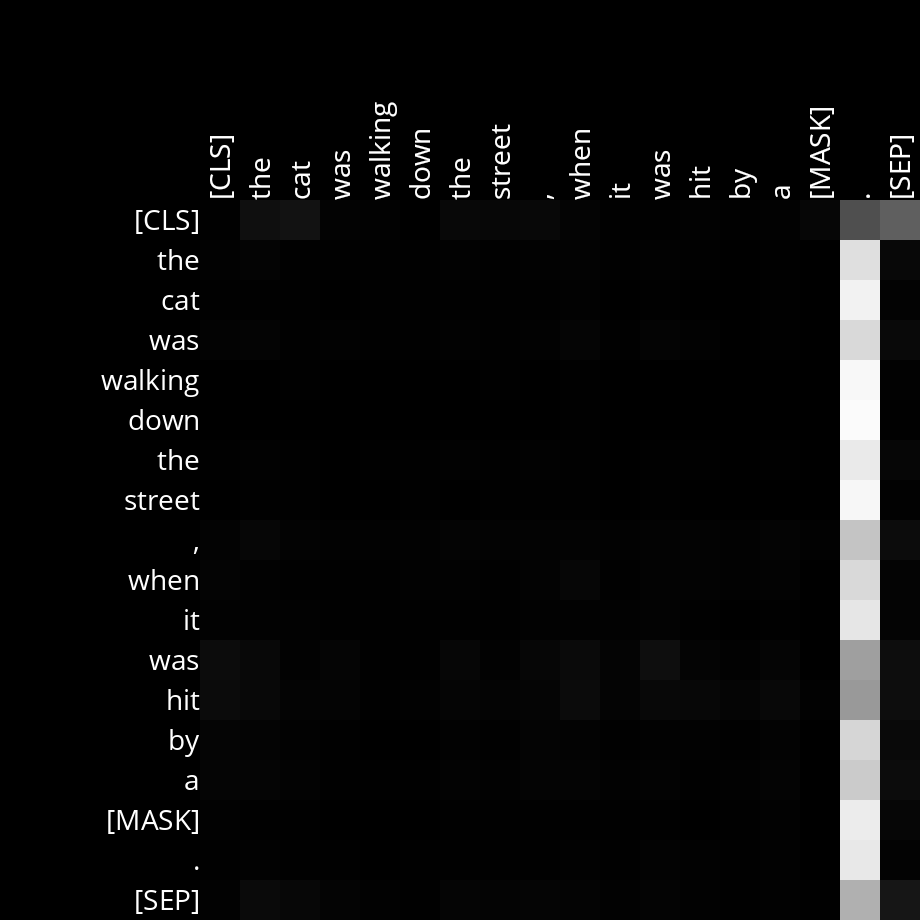 [CLS]
the
cat
was
walking
down
the
street
,
when
it
was
hit
by
a
[MASK]
.
[SEP]
[CLS]
the
cat
was
walking
down
the
street
,
when
it
was
hit
by
a
[MASK]
.
[SEP]